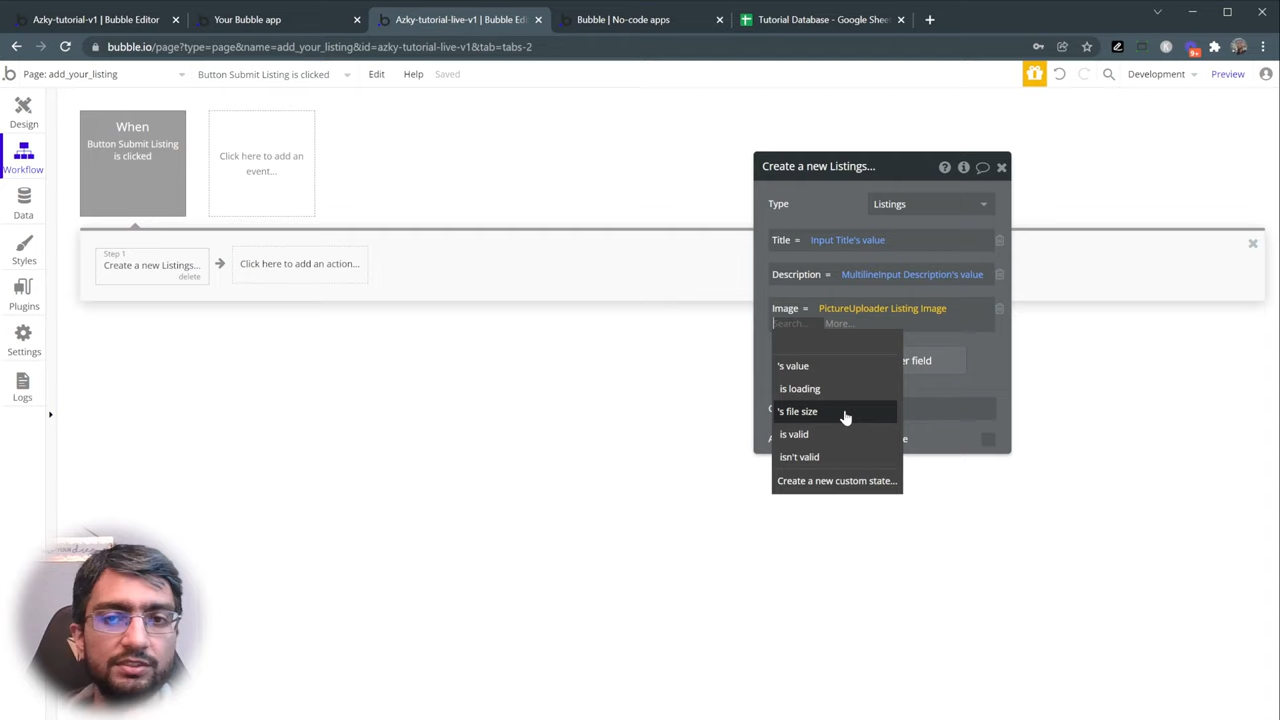 Azky-tutorial-v1 | Bubble Editor
Your Bubble app
Azky-tutorial-live-v1 | Bubble Edi
Bubble | No-code apps
Tutorial Database - Google Shee
bubble.io/page?type=page&name=add_your_listing&id=azky-tutorial-live-v1&tab=tabs-2
9+
Page: add_your_listing
Button Submit Listing is clicked
Edit
Help
Saved
Development
Preview
Design
Workflow
Data
Styles
Plugins
Settings
Logs
When
Button Submit Listing
is clicked
Click here to add an
event...
Step 1
Create a new Listings...
delete
Click here to add an action...
Create a new Listings...
Type
Listings
Title = Input Title's value
Description = MultilineInput Description's value
Image = PictureUploader Listing Image
Search... More...
's value
er field
is loading
's file size
is valid
isn't valid
Create a new custom state...